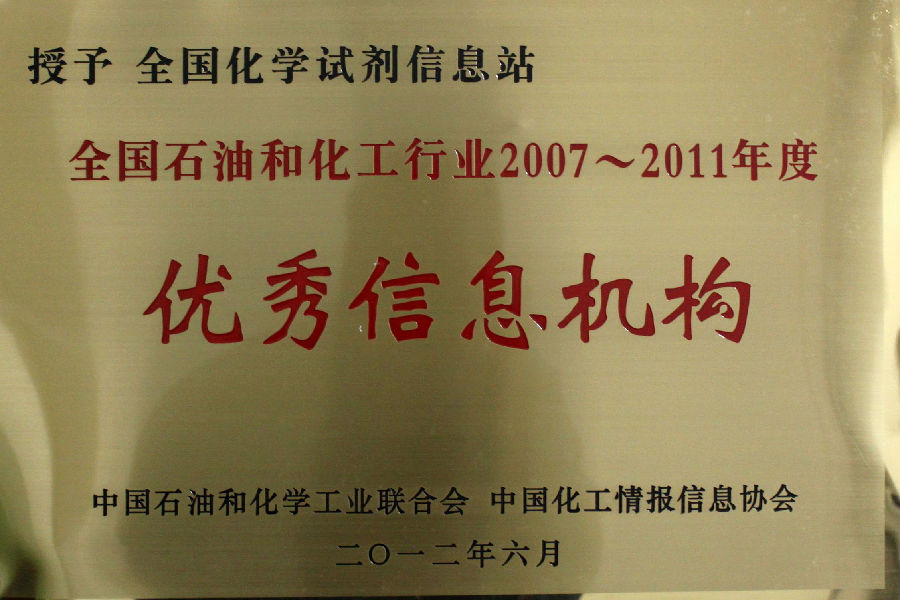 授予 全国化学试剂信息站
全国石油和化工行业2007～2011年度
优秀信息机构
中国石油和化学工业联合会 中国化工情报信息协会
二〇一二年六月